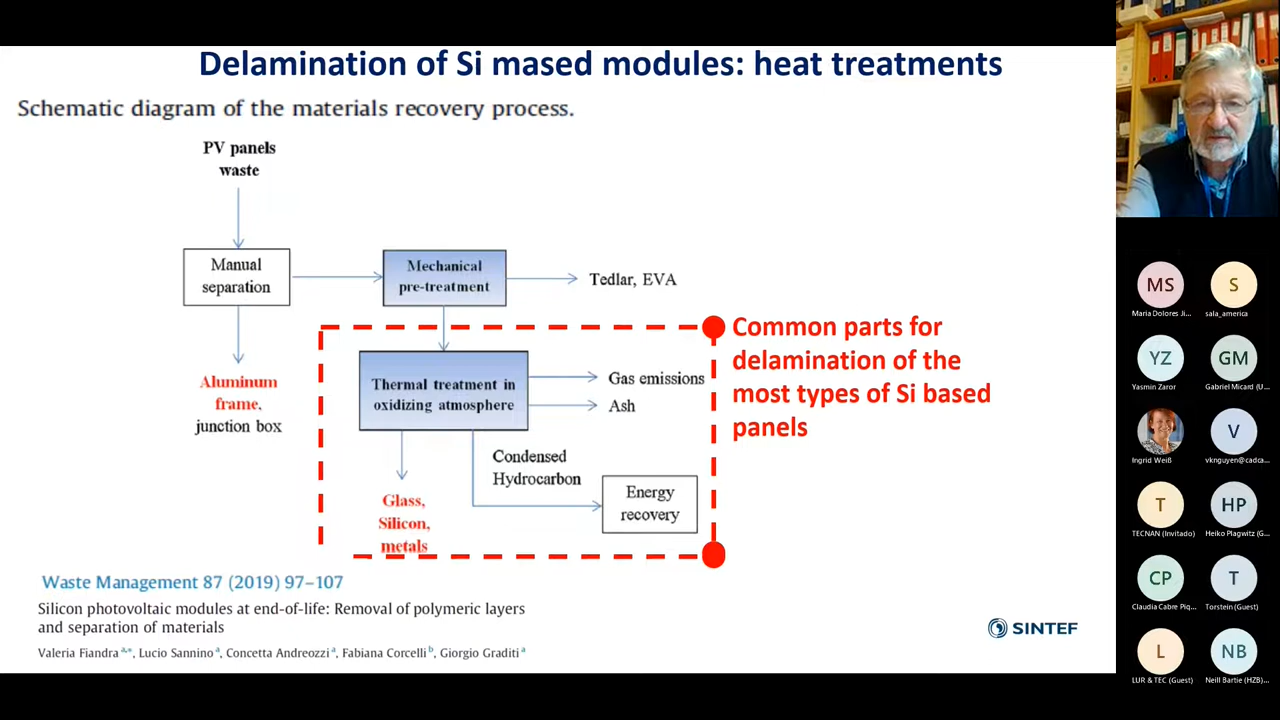 Delamination of Si mased modules: heat treatments
Schematic diagram of the materials recovery process.
PV panels
waste
Manual
separation
Mechanical
pre-treatment
Tedlar, EVA
Aluminum
frame,
junction box
Thermal treatment in
oxidizing atmosphere
Gas emissions
Ash
Common parts for
delamination of the
most types of Si based
panels
Condensed
Hydrocarbon
Glass,
Silicon,
metals
Energy
recovery
Waste Management 87 (2019) 97–107
Silicon photovoltaic modules at end-of-life: Removal of polymeric layers
and separation of materials
Valeria Fiandra a,*, Lucio Sannino a, Concetta Andreozzi a, Fabiana Corcelli b, Giorgio Graditi a
SINTEF
MS
Maria Dolores Ji...
S
sala_america
YZ
Yasmin Zaror
GM
Gabriel Micard (U...
Ingrid Weiß
V
vknguyen@cadca...
T
TECNAN (Invitado)
HP
Heiko Plagwitz (G...
CP
Claudia Cabre Piq...
T
Torstein (Guest)
L
LUR & TEC (Guest)
NB
Neill Bartie (HZB)...